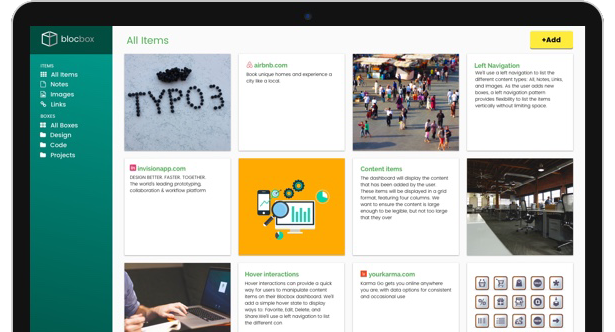 blocbox
All Items
+Add
ITEMS
All Items
Notes
Images
Links
BOXES
All Boxes
Design
Code
Projects
TYPO3
airbnb.com
Book unique homes and experience a
city like a local.
Left Navigation
We'll use a left navigation to list the
different content types: All, Notes, Links,
and Images. As the user adds new
boxes, a left navigation pattern
provides flexibility to list the items
vertically without limiting space.
invisionapp.com
DESIGN BETTER. FASTER. TOGETHER.
The world's leading prototyping,
collaboration & workflow platform
Content items
The dashboard will display the content
that has been added by the user.
These items will be displayed in a grid
format, featuring four columns. We
want to ensure the content is large
enough to be legible, but not too large
that they over
Hover interactions
Hover interactions can provide a quick
way for users to manipulate content
items on their Blocbox dashboard. We'll
add a simple hover state to display
ways to: Favorite, Edit, Delete, and
Share.We'll use a left navigation to list
the different con
yourkarma.com
Karma do gets you online anywhere
you are; with data options for consistent
and occasional use